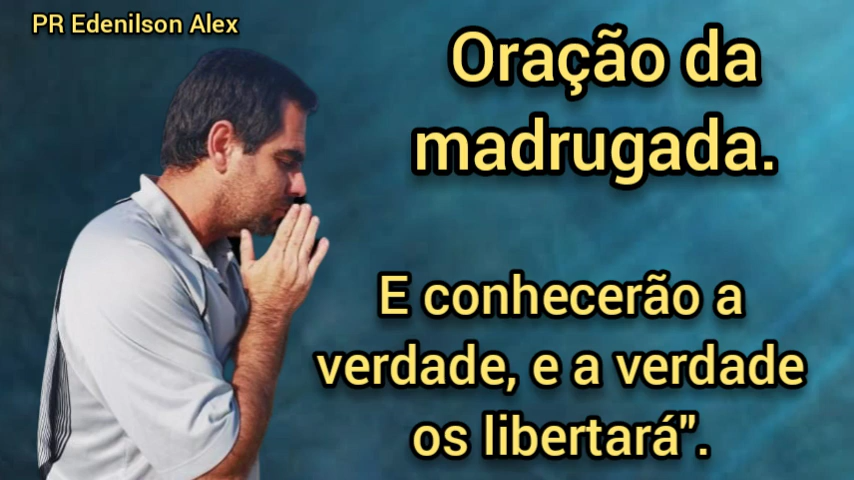 PR Edenilson Alex
Oração da
madrugada.
E conhecerão a
verdade, e a verdade
os libertará”.